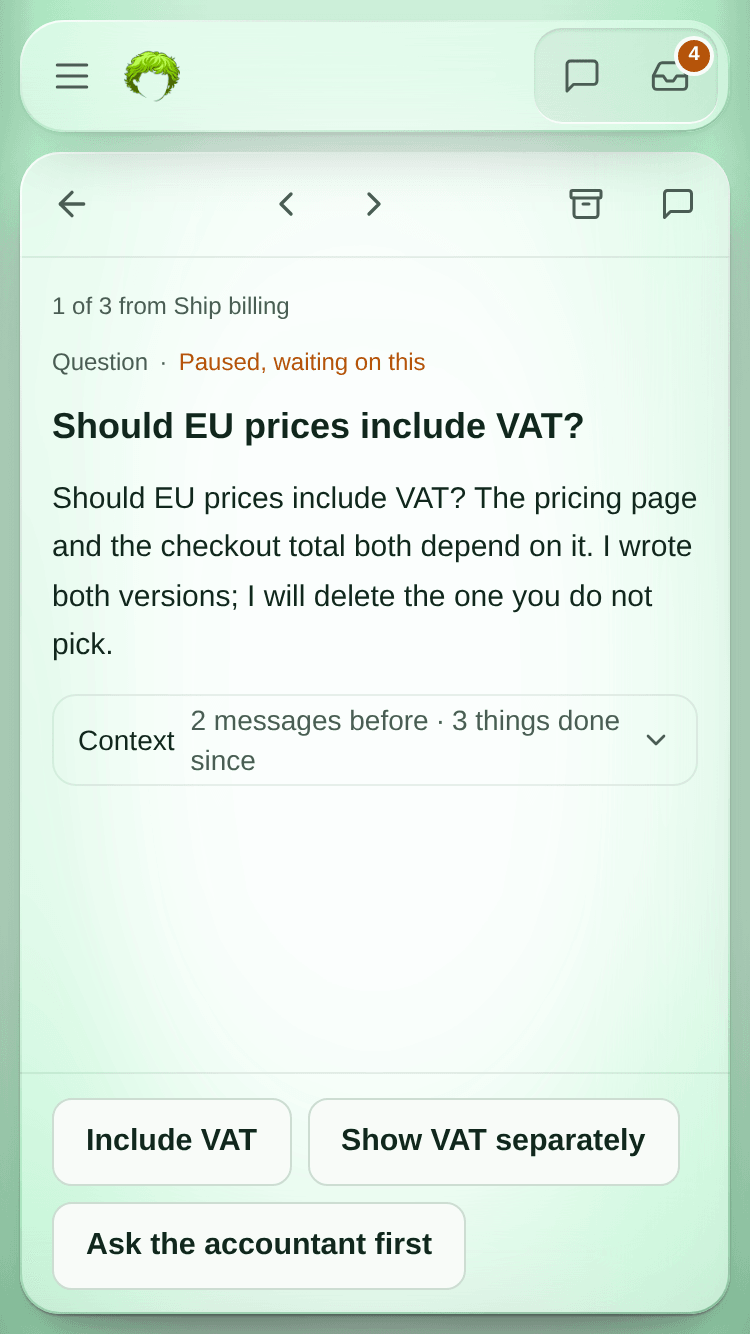 4
1 of 3 from Ship billing
Question · Paused, waiting on this
Should EU prices include VAT?
Should EU prices include VAT? The pricing page
and the checkout total both depend on it. I wrote
both versions; I will delete the one you do not
pick.
Context 2 messages before · 3 things done
since
Include VAT Show VAT separately
Ask the accountant first